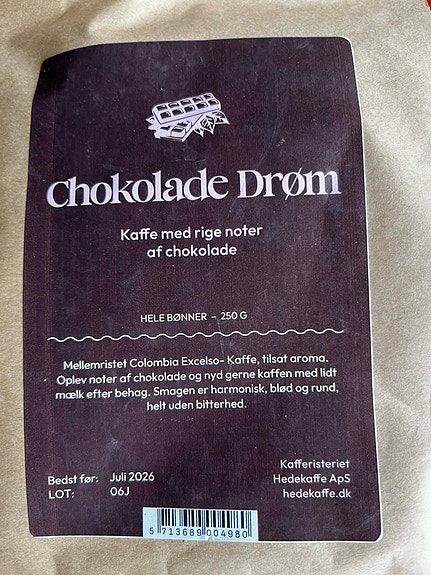 Chokolade Drøm
Kaffe med rige noter
af chokolade
HELE BØNNER – 250 G
Mellemristet Colombia Excelso- Kaffe, tilsat aroma.
Oplev noter af chokolade og nyd gerne kaffen med lidt
mælk efter behag. Smagen er harmonisk, blød og rund,
helt uden bitterhed.
Bedst før: Juli 2026
LOT: 06J
Kafferisteriet
Hedekaffe ApS
hedekaffe.dk
5 713689 004980